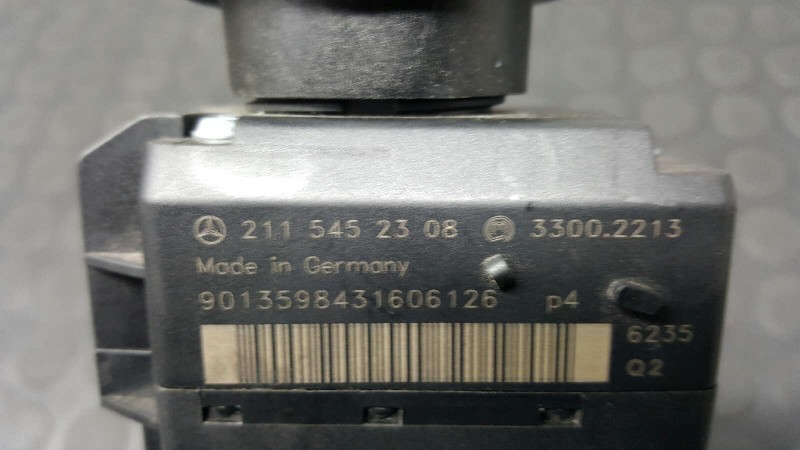 211 545 23 08 3300.2213
Made in Germany
9013598431606126 p4
6235
Q2